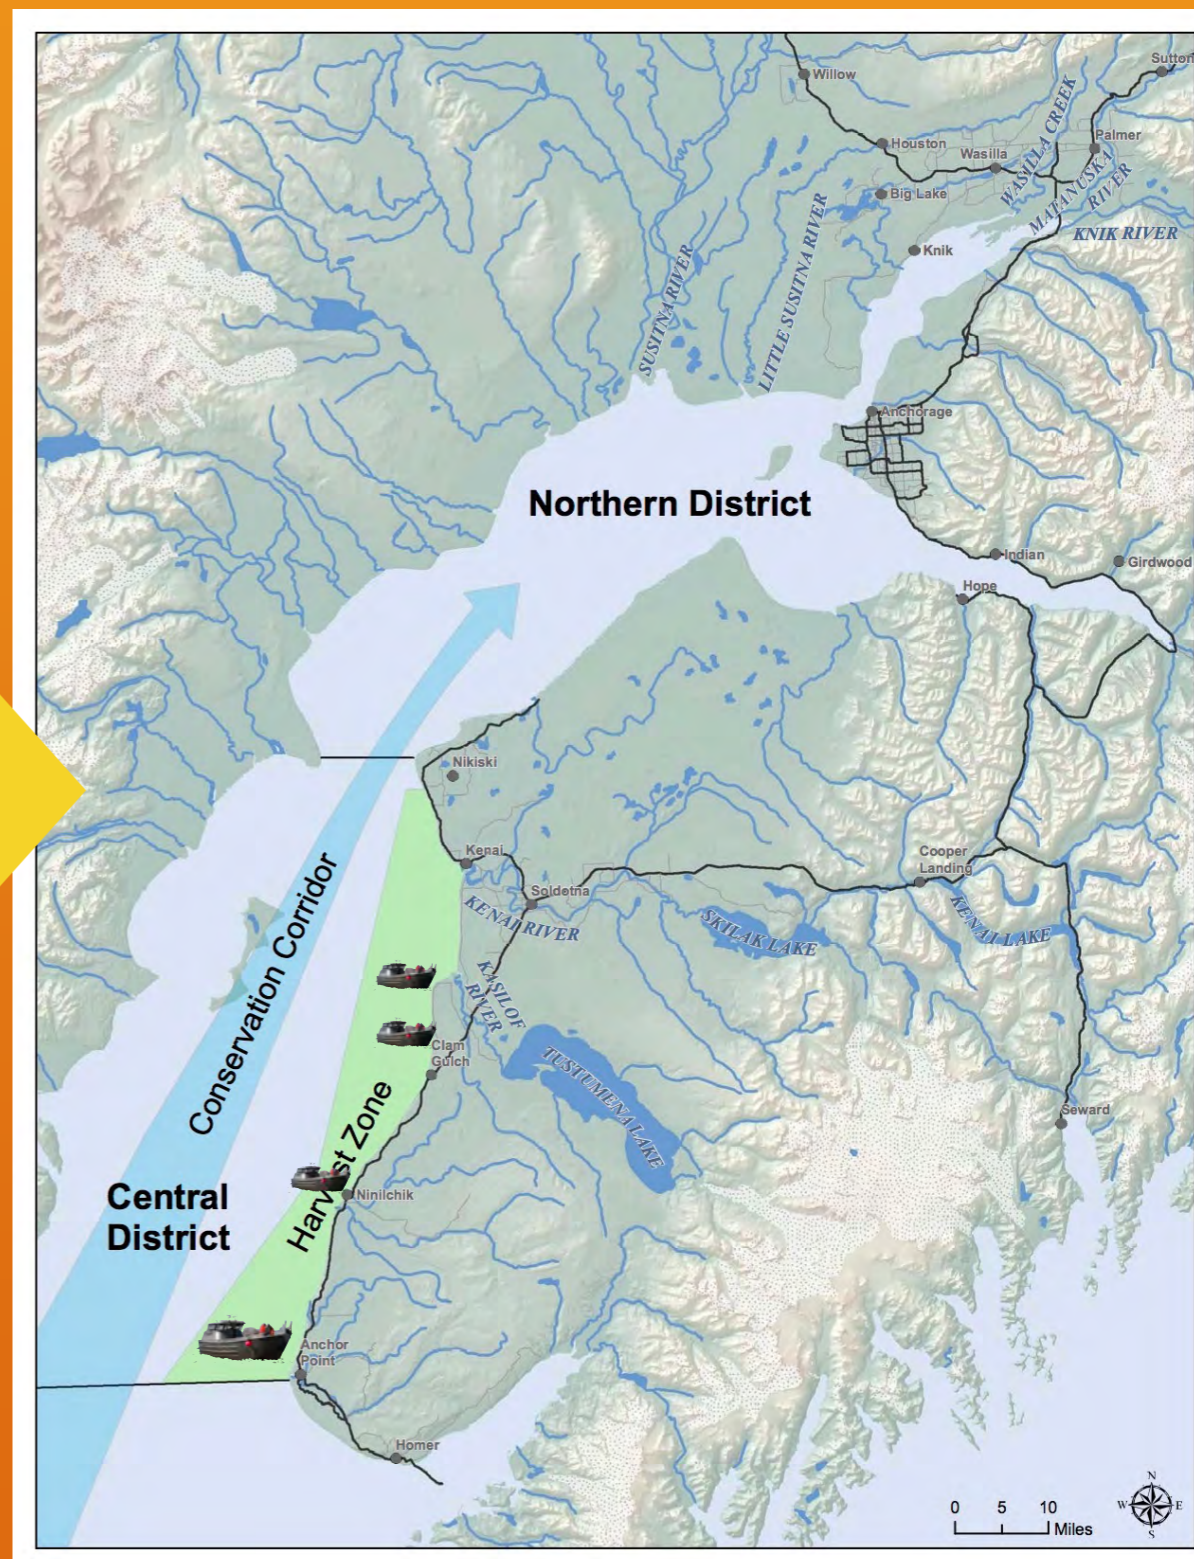 Sutton
Willow
WASILLA CREEK
Palmer
Houston
Wasilla
MATANUSKA
RIVER
Big Lake
KNIK RIVER
Knik
SUSITNA RIVER
LITTLE SUSITNA RIVER
Anchorage
Northern District
Indian
Girdwood
Hope
Nikiski
Kenai
Cooper
Landing
Soldotna
KENAI RIVER
SKILAK LAKE
KENAI LAKE
Conservation Corridor
KASILOF
RIVER
Clam
Gulch
TUSTUMENA LAKE
Harvest Zone
Seward
Central
District
Ninilchik
Anchor
Point
Homer
0 5 10
Miles
N
W E
S